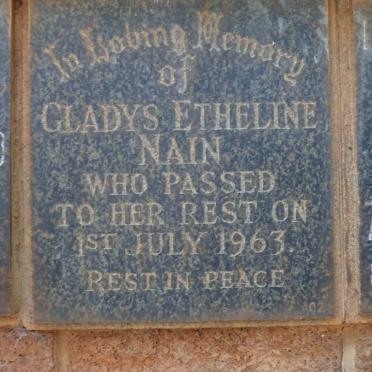 In Loving Memory
of
GLADYS ETHELINE
NAIN
WHO PASSED
TO HER REST ON
1ST JULY 1963.
REST IN PEACE